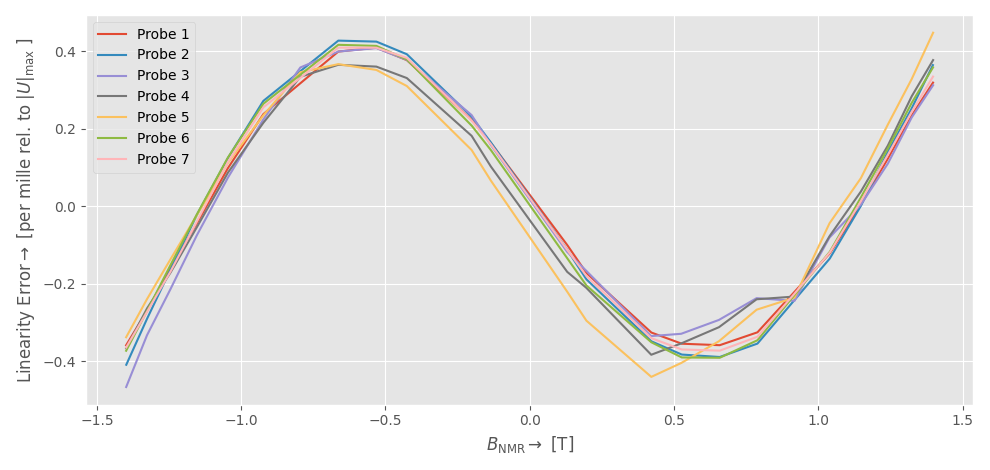 Linearity Error → [per mille rel. to |U|max ]
0.4
0.2
0.0
−0.2
−0.4
Probe 1
Probe 2
Probe 3
Probe 4
Probe 5
Probe 6
Probe 7
−1.5 −1.0 −0.5 0.0 0.5 1.0 1.5
BNMR → [T]